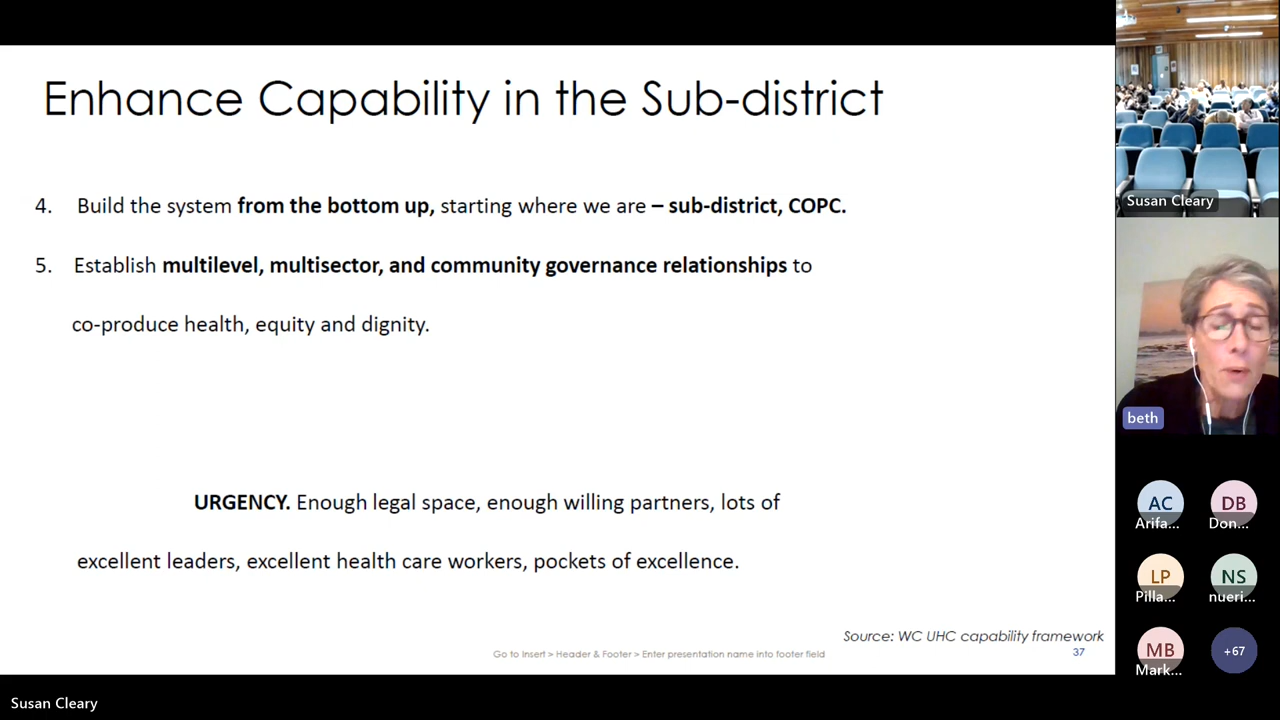 Enhance Capability in the Sub-district
4. Build the system from the bottom up, starting where we are – sub-district, COPC.
5. Establish multilevel, multisector, and community governance relationships to
co-produce health, equity and dignity.
URGENCY. Enough legal space, enough willing partners, lots of
excellent leaders, excellent health care workers, pockets of excellence.
Source: WC UHC capability framework
Go to Insert > Header & Footer > Enter presentation name into footer field
37
Susan Cleary
beth
AC
Arifa...
DB
Don...
LP
Pilla...
NS
nueri...
MB
Mark...
+67
Susan Cleary